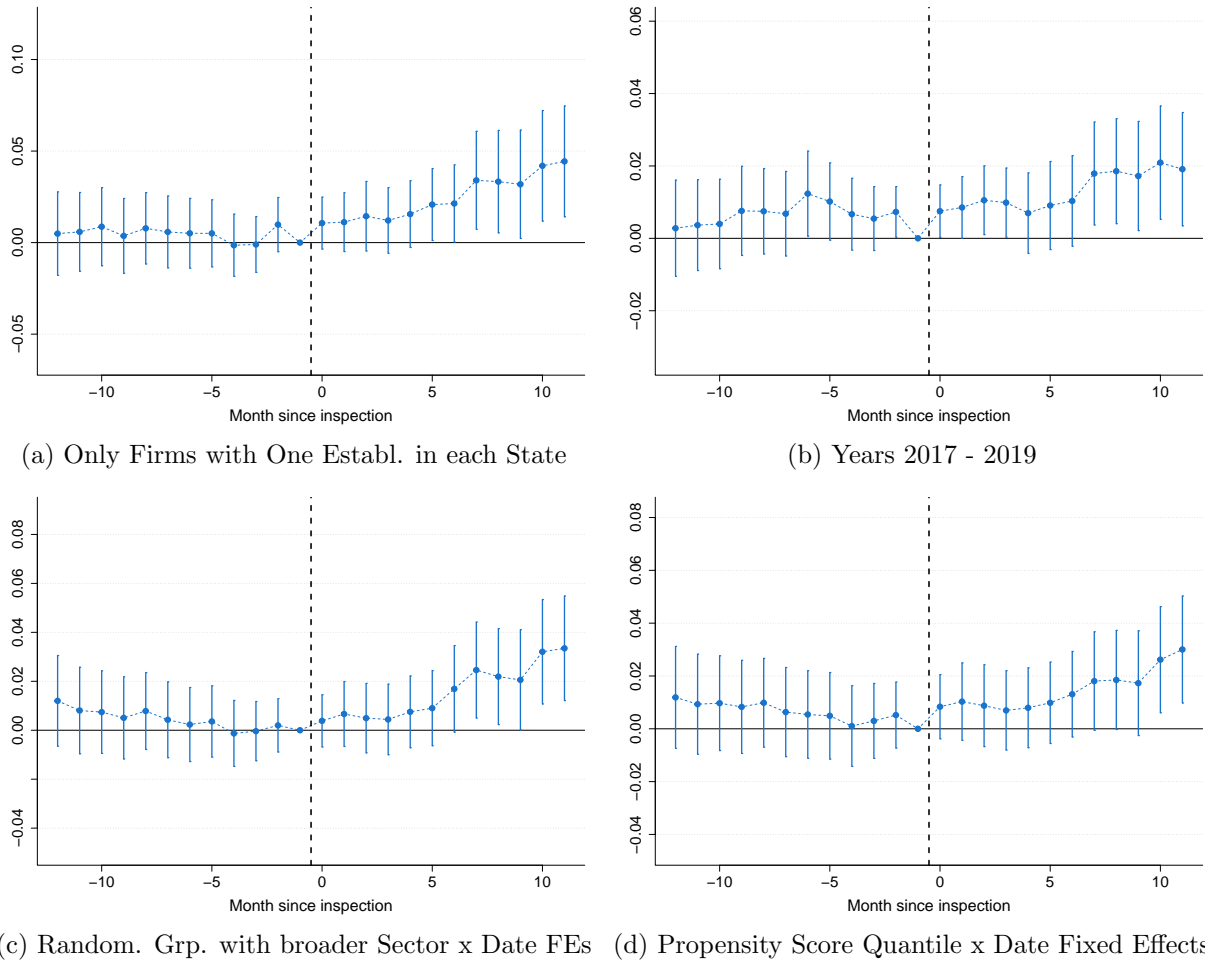 0.10
0.05
0.00
−0.05
−10 −5 0 5 10
Month since inspection
(a) Only Firms with One Establ. in each State
0.06
0.04
0.02
0.00
−0.02
−10 −5 0 5 10
Month since inspection
(b) Years 2017 - 2019
0.08
0.06
0.04
0.02
0.00
−0.04
−10 −5 0 5 10
Month since inspection
(c) Random. Grp. with broader Sector x Date FEs
0.08
0.06
0.04
0.02
0.00
−0.02
−0.04
−10 −5 0 5 10
Month since inspection
(d) Propensity Score Quantile x Date Fixed Effects